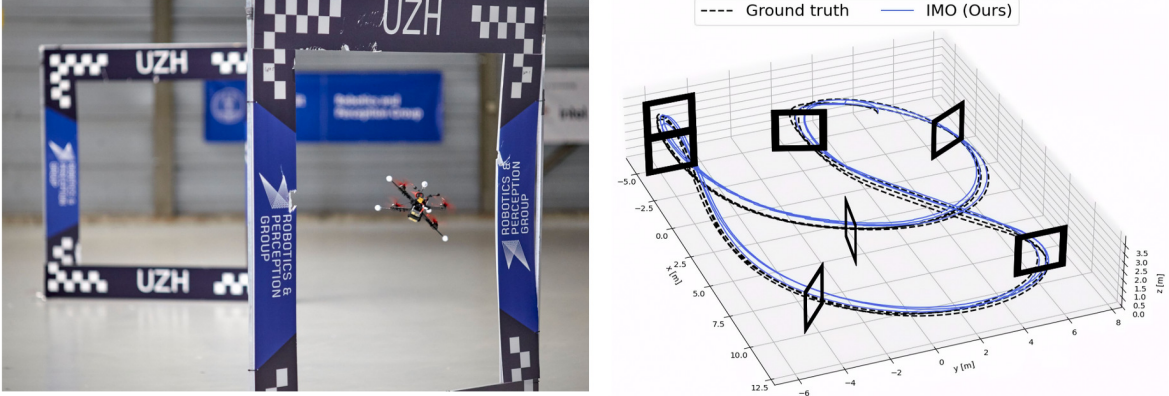 UZH
UZH
Robotics and
Perception Group
ROBOTICS &
PERCEPTION
GROUP
ROBOTICS &
PERCEPTION
GROUP
UZH
Ground truth
IMO (Ours)
-5.0
-2.5
0.0
x [m]
5.0
7.5
10.0
12.5
-6
-4
-2
0
2
4
6
8
y [m]
3.5
3.0
2.5
2.0
1.5
1.0
0.5
0.0
z [m]